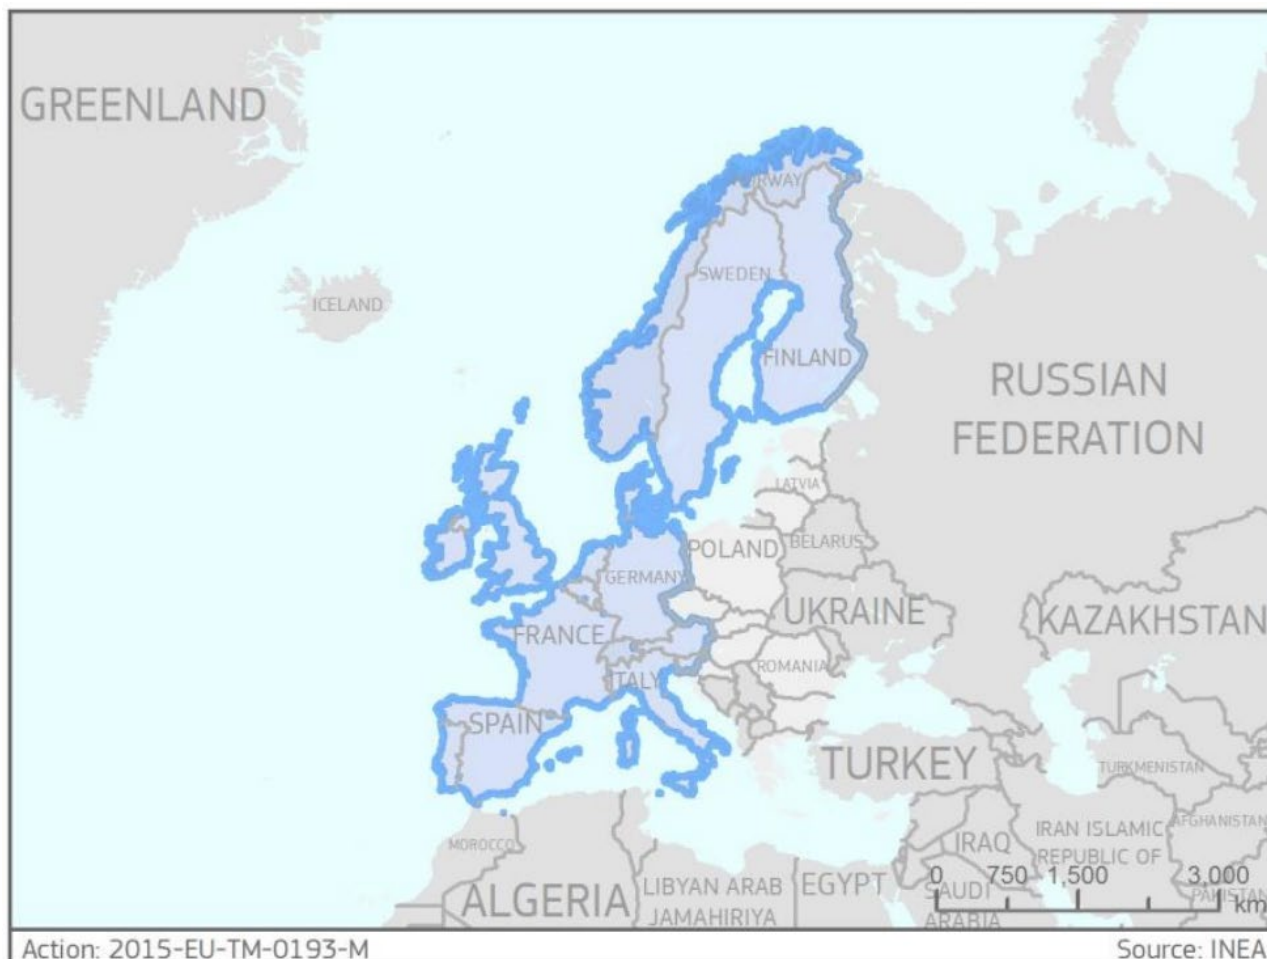 GREENLAND
NORWAY
ICELAND
SWEDEN
FINLAND
RUSSIAN
FEDERATION
LATVIA
POLAND
BELARUS
GERMANY
UKRAINE
KAZAKHSTAN
FRANCE
ROMANIA
ITALY
SPAIN
TURKEY
TURKMENISTAN
MOROCCO
IRAQ
IRAN ISLAMIC
REPUBLIC OF
AFGHANISTAN
ALGERIA
LIBYAN ARAB
JAMAHIRIYA
EGYPT
SAUDI
ARABIA
PAKISTAN
0 750 1,500 3,000
km
Action: 2015-EU-TM-0193-M
Source: INEA